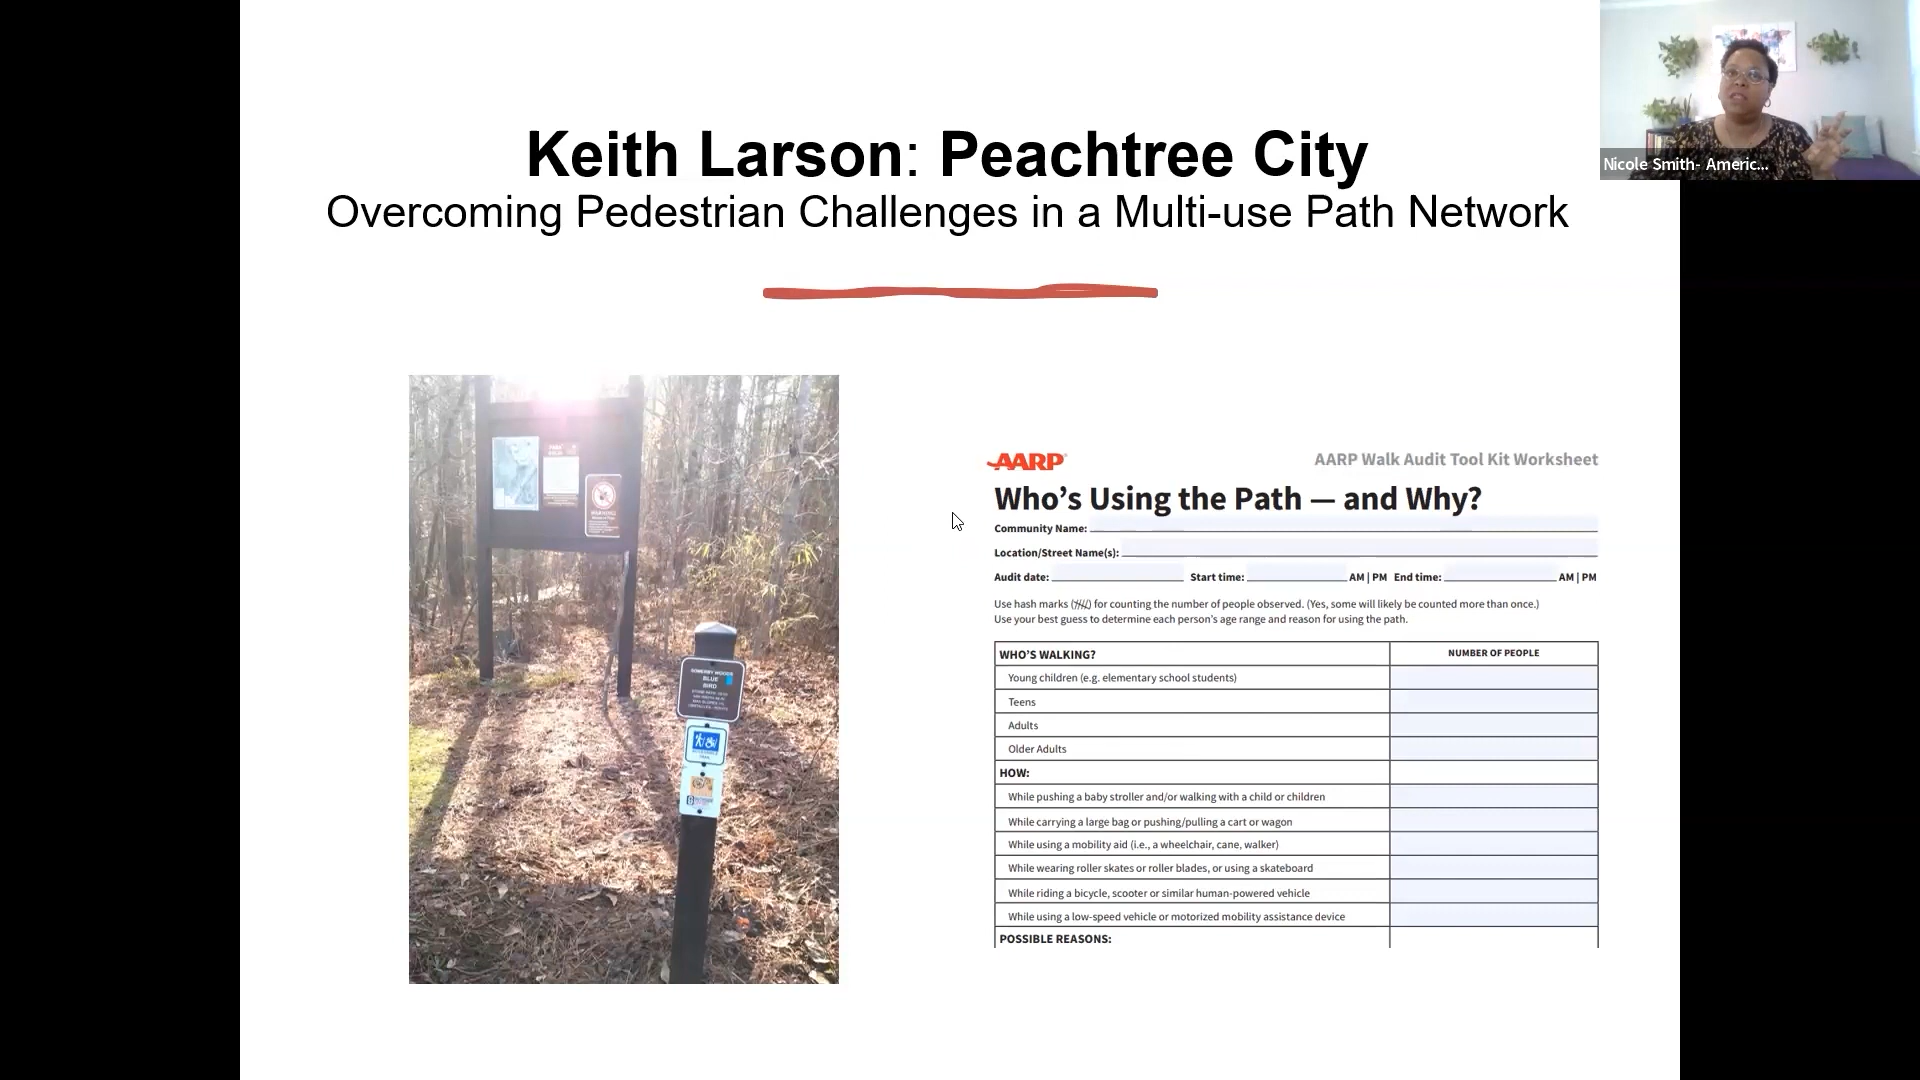 Keith Larson: Peachtree City
Overcoming Pedestrian Challenges in a Multi-use Path Network
Nicole Smith- Americ...
WARNING
SOMERBY WOODS
BLUE
BIRD
AARP
AARP Walk Audit Tool Kit Worksheet
Who's Using the Path — and Why?
Community Name:
Location/Street Name(s):
Audit date: Start time: AM | PM End time: AM | PM
Use hash marks () for counting the number of people observed. (Yes, some will likely be counted more than once.)
Use your best guess to determine each person's age range and reason for using the path.
WHO'S WALKING? NUMBER OF PEOPLE
Young children (e.g. elementary school students)
Teens
Adults
Older Adults
HOW:
While pushing a baby stroller and/or walking with a child or children
While carrying a large bag or pushing/pulling a cart or wagon
While using a mobility aid (i.e., a wheelchair, cane, walker)
While wearing roller skates or roller blades, or using a skateboard
While riding a bicycle, scooter or similar human-powered vehicle
While using a low-speed vehicle or motorized mobility assistance device
POSSIBLE REASONS: